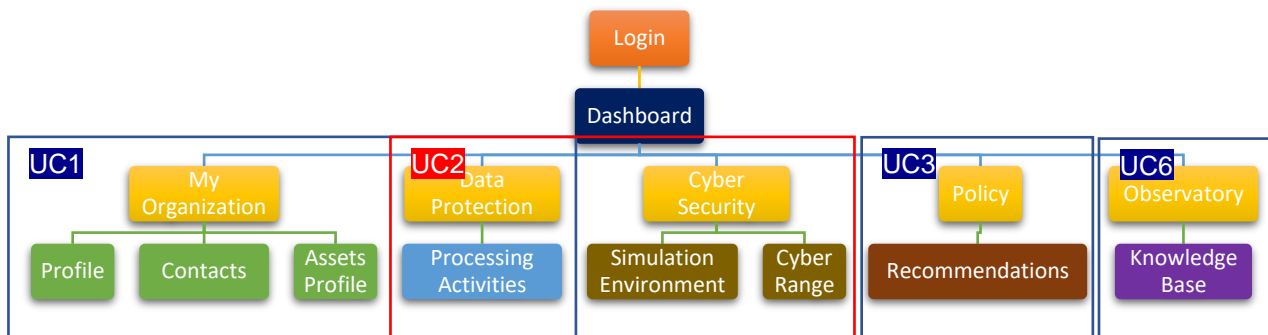 Login
Dashboard
UC1
My
Organization
Profile
Contacts
Assets
Profile
UC2
Data
Protection
Processing
Activities
Cyber
Security
Simulation
Environment
Cyber
Range
UC3
Policy
Recommendations
UC6
Observatory
Knowledge
Base